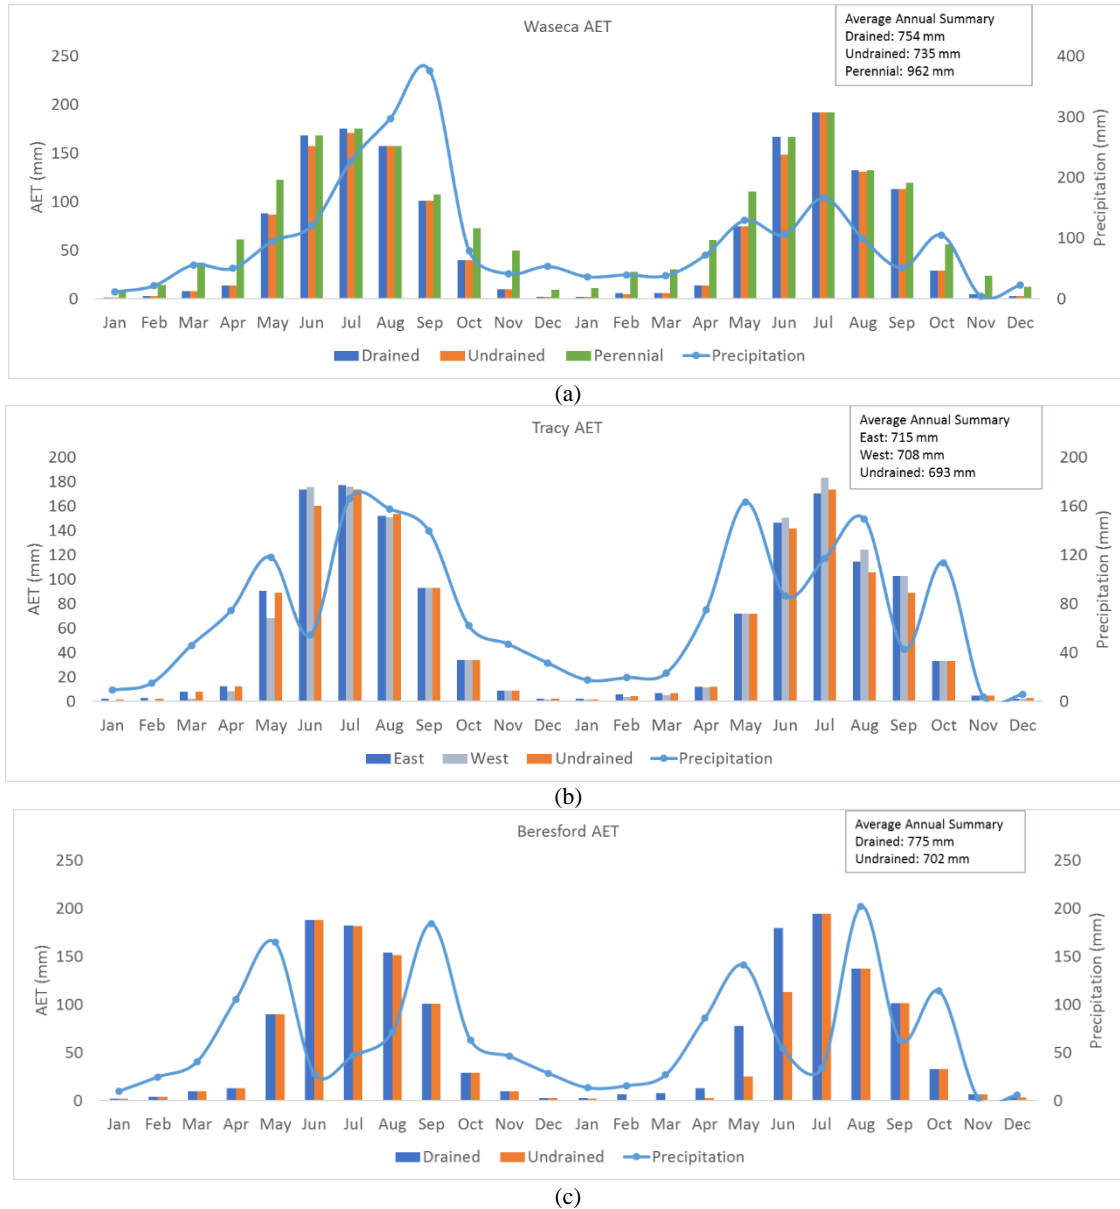 Waseca AET
Average Annual Summary
Drained: 754 mm
Undrained: 735 mm
Perennial: 962 mm
250
200
150
100
50
0
AET (mm)
400
300
200
100
0
Precipitation (mm)
Jan Feb Mar Apr May Jun Jul Aug Sep Oct Nov Dec Jan Feb Mar Apr May Jun Jul Aug Sep Oct Nov Dec
Drained Undrained Perennial Precipitation
(a)
Tracy AET
Average Annual Summary
East: 715 mm
West: 708 mm
Undrained: 693 mm
200
180
160
140
120
100
80
60
40
20
0
AET (mm)
200
160
120
80
40
0
Precipitation (mm)
Jan Feb Mar Apr May Jun Jul Aug Sep Oct Nov Dec Jan Feb Mar Apr May Jun Jul Aug Sep Oct Nov Dec
East West Undrained Precipitation
(b)
Beresford AET
Average Annual Summary
Drained: 775 mm
Undrained: 702 mm
250
200
150
100
50
0
AET (mm)
250
200
150
100
50
0
Precipitation (mm)
Jan Feb Mar Apr May Jun Jul Aug Sep Oct Nov Dec Jan Feb Mar Apr May Jun Jul Aug Sep Oct Nov Dec
Drained Undrained Precipitation
(c)